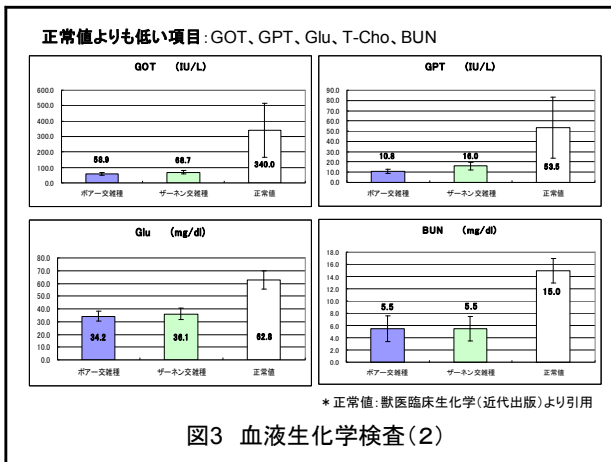 正常値よりも低い項目:GOT、GPT、Glu、T-Cho、BUN
GOT (IU/L)
600.0
500.0
400.0
300.0
200.0
100.0
0.0
58.9
68.7
340.0
ボアー交雑種
ザーネン交雑種
正常値
GPT (IU/L)
90.0
80.0
70.0
60.0
50.0
40.0
30.0
20.0
10.0
0.0
10.8
16.0
53.5
ボアー交雑種
ザーネン交雑種
正常値
Glu (mg/dl)
80.0
70.0
60.0
50.0
40.0
30.0
20.0
10.0
0.0
34.2
36.1
62.8
ボアー交雑種
ザーネン交雑種
正常値
BUN (mg/dl)
18.0
16.0
14.0
12.0
10.0
8.0
6.0
4.0
2.0
0.0
5.5
5.5
15.0
ボアー交雑種
ザーネン交雑種
正常値
*正常値:獣医臨床生化学(近代出版)より引用
図3 血液生化学検査(2)